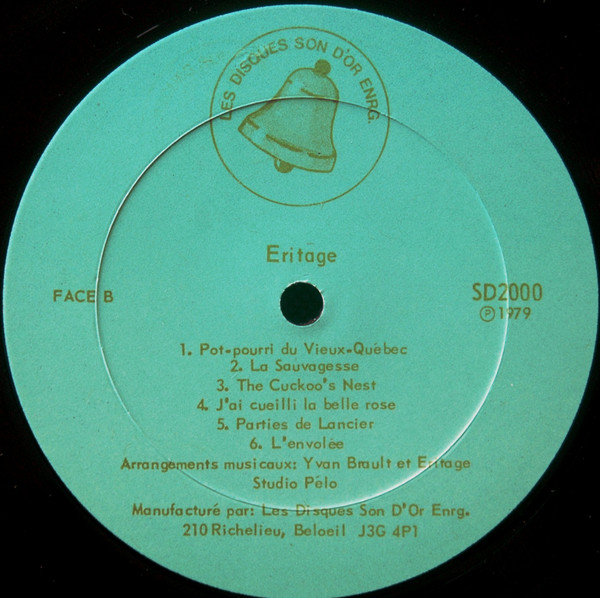 LES DISQUES SON D'OR ENRG.
Eritage
FACE B
SD2000
Ⓟ1979
1. Pot-pourri du Vieux-Québec
2. La Sauvagesse
3. The Cuckoo's Nest
4. J'ai cueilli la belle rose
5. Parties de Lancier
6. L'envolée
Arrangements musicaux: Yvan Brault et Eritage
Studio Pélo
Manufacturé par: Les Disques Son D'Or Enrg.
210 Richelieu, Beloeil J3G 4P1